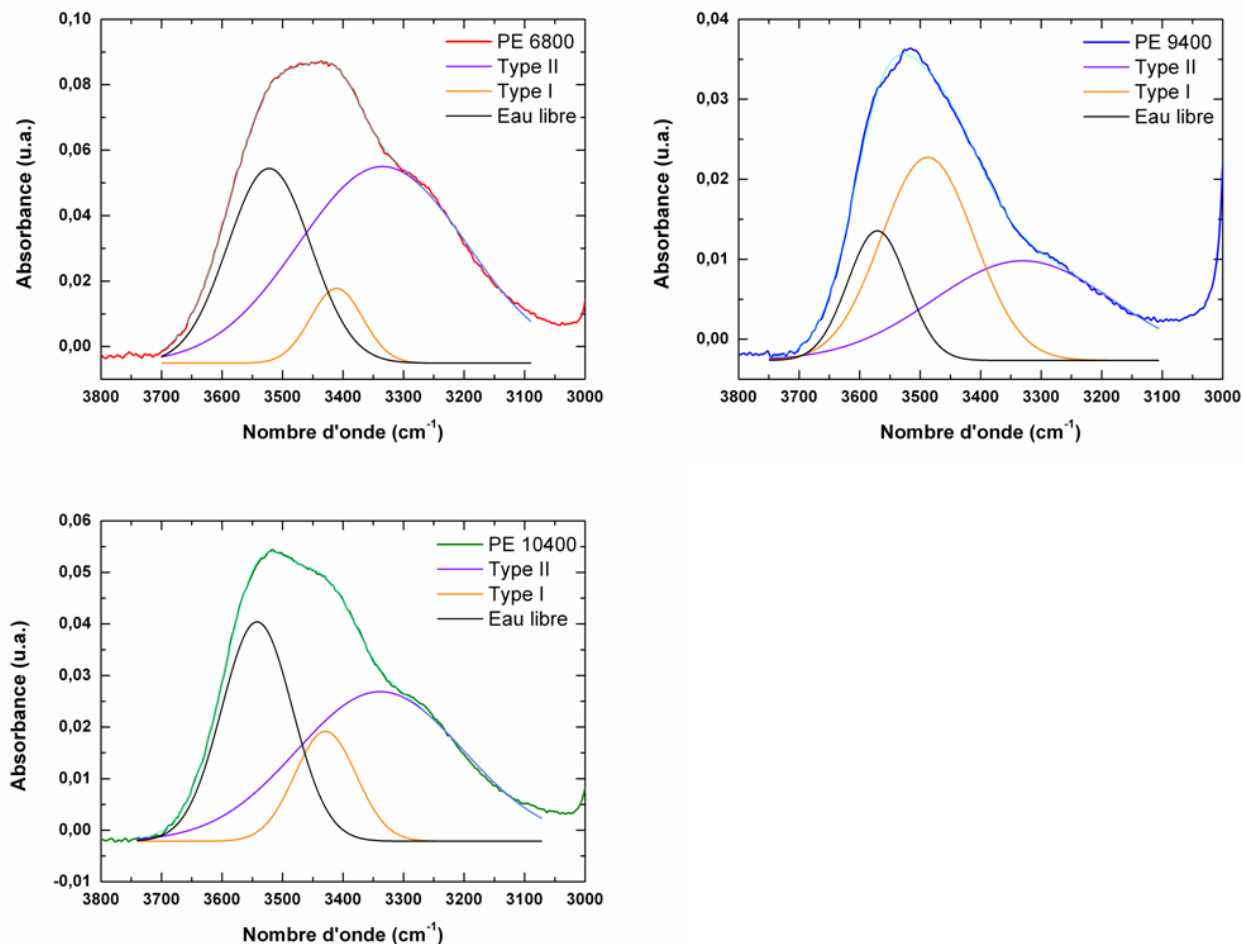 0,10
0,08
0,06
0,04
0,02
0,00
Absorbance (u.a.)
PE 6800
Type II
Type I
Eau libre
3800 3700 3600 3500 3400 3300 3200 3100 3000
Nombre d'onde (cm-1)
0,04
0,03
0,02
0,01
0,00
Absorbance (u.a.)
PE 9400
Type II
Type I
Eau libre
3800 3700 3600 3500 3400 3300 3200 3100 3000
Nombre d'onde (cm-1)
0,06
0,05
0,04
0,03
0,02
0,01
0,00
-0,01
Absorbance (u.a.)
PE 10400
Type II
Type I
Eau libre
3800 3700 3600 3500 3400 3300 3200 3100 3000
Nombre d'onde (cm-1)